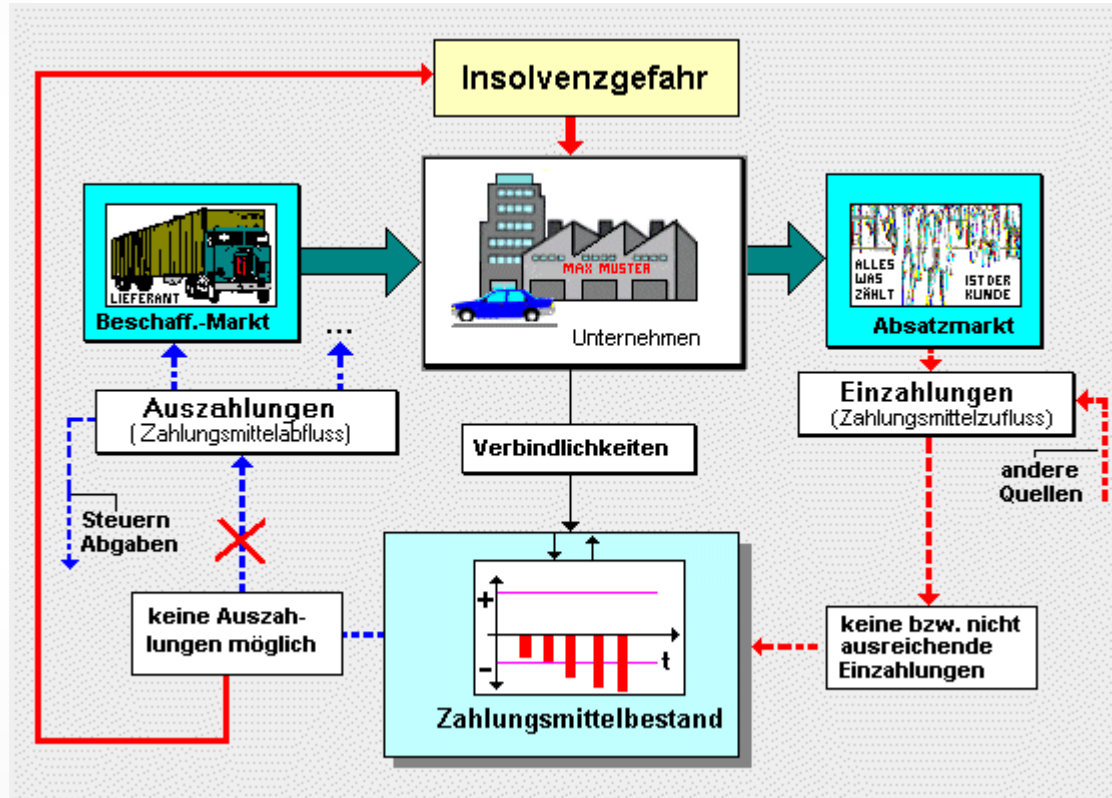 Insolvenzgefahr
LIEFERANT
Beschaff.-Markt
MAX MUSTER
Unternehmen
ALLES
WAS
ZÄHLT
IST DER
KUNDE
Absatzmarkt
...
Auszahlungen
(Zahlungsmittelabfluss)
Einzahlungen
(Zahlungsmittelzufluss)
Verbindlichkeiten
andere
Quellen
Steuern
Abgaben
keine Auszah-
lungen möglich
+
-
t
Zahlungsmittelbestand
keine bzw. nicht
ausreichende
Einzahlungen